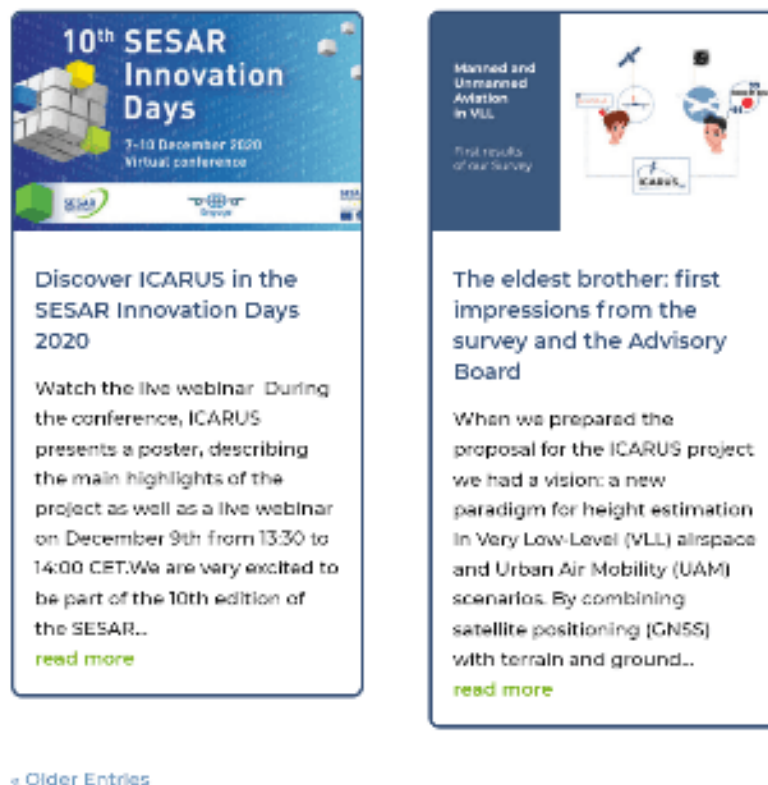 10th SESAR
Innovation
Days
7-10 December 2020
Virtual conference
SESAR
Engage
Discover ICARUS in the
SESAR Innovation Days
2020
Watch the live webinar During
the conference, ICARUS
presents a poster, describing
the main highlights of the
project as well as a live webinar
on December 9th from 13:30 to
14:00 CET.We are very excited to
be part of the 10th edition of
the SESAR...
read more
Manned and
Unmanned
Aviation
in VLL
First results
of our Survey
ICARUS
The eldest brother: first
impressions from the
survey and the Advisory
Board
When we prepared the
proposal for the ICARUS project
we had a vision: a new
paradigm for height estimation
in Very Low-Level (VLL) airspace
and Urban Air Mobility (UAM)
scenarios. By combining
satellite positioning (GNSS)
with terrain and ground...
read more
« Older Entries